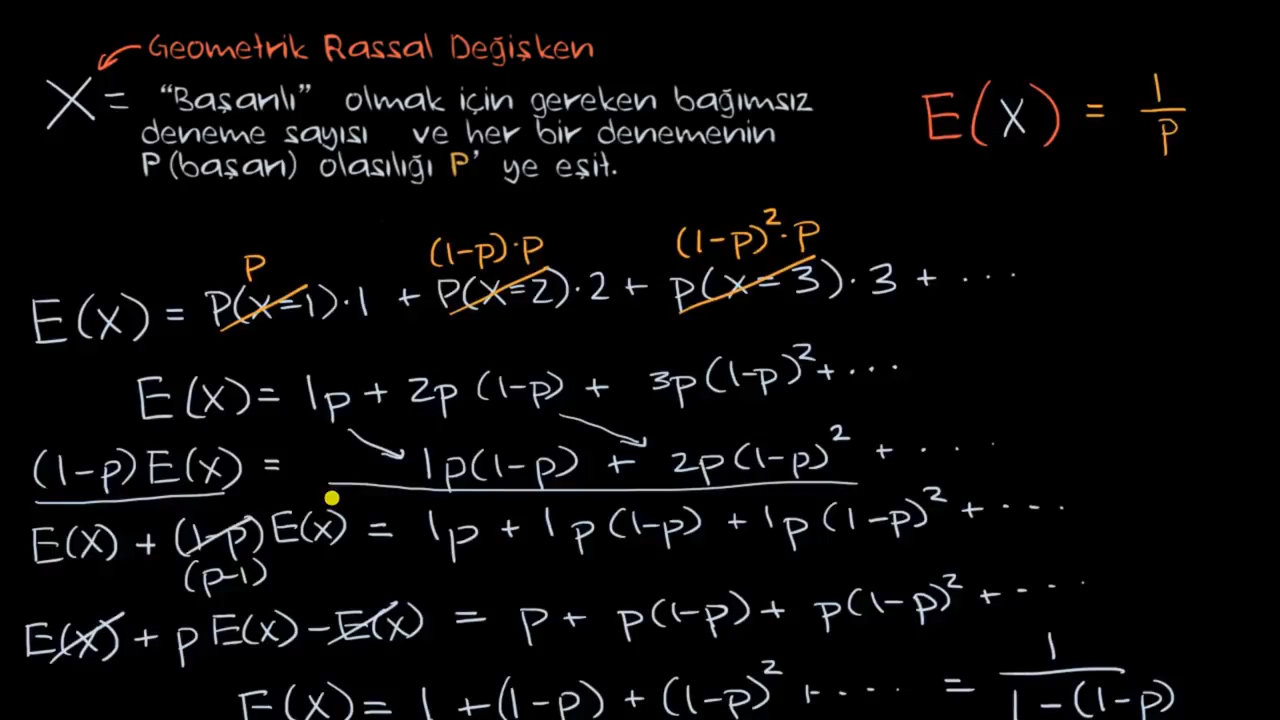 Geometrik Rassal Değişken
X = "Başarılı" olmak için gereken bağımsız
deneme sayısı ve her bir denemenin
P(başarı) olasılığı P' ye eşit.
E(X) = 1/P
P (1-p)·P (1-p)²·P
E(X) = P(X=1)·1 + P(X=2)·2 + p(X=3)·3 + ...
E(X) = 1p + 2p(1-p) + 3p(1-p)² + ...
(1-p)E(X) = 1p(1-p) + 2p(1-p)² + ....
E(X) + (1-p)E(X) = 1p + 1p(1-p) + 1p(1-p)² + ....
(p-1)
E(X) + pE(X) - E(X) = p + p(1-p) + p(1-p)² + ....
E(X) = 1 + (1-p) + (1-p)² + .... = 1/1-(1-p)